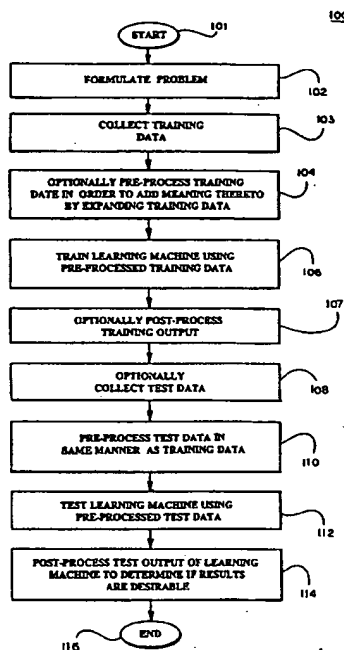 100
START
101
FORMULATE PROBLEM
102
COLLECT TRAINING
DATA
103
OPTIONALLY PRE-PROCESS TRAINING
DATE IN ORDER TO ADD MEANING THERETO
BY EXPANDING TRAINING DATA
104
TRAIN LEARNING MACHINE USING
PRE-PROCESSED TRAINING DATA
106
OPTIONALLY POST-PROCESS
TRAINING OUTPUT
107
OPTIONALLY
COLLECT TEST DATA
108
PRE-PROCESS TEST DATA IN
SAME MANNER AS TRAINING DATA
110
TEST LEARNING MACHINE USING
PRE-PROCESSED TEST DATA
112
POST-PROCESS TEST OUTPUT OF LEARNING
MACHINE TO DETERMINE IF RESULTS
ARE DESIRABLE
114
END
116